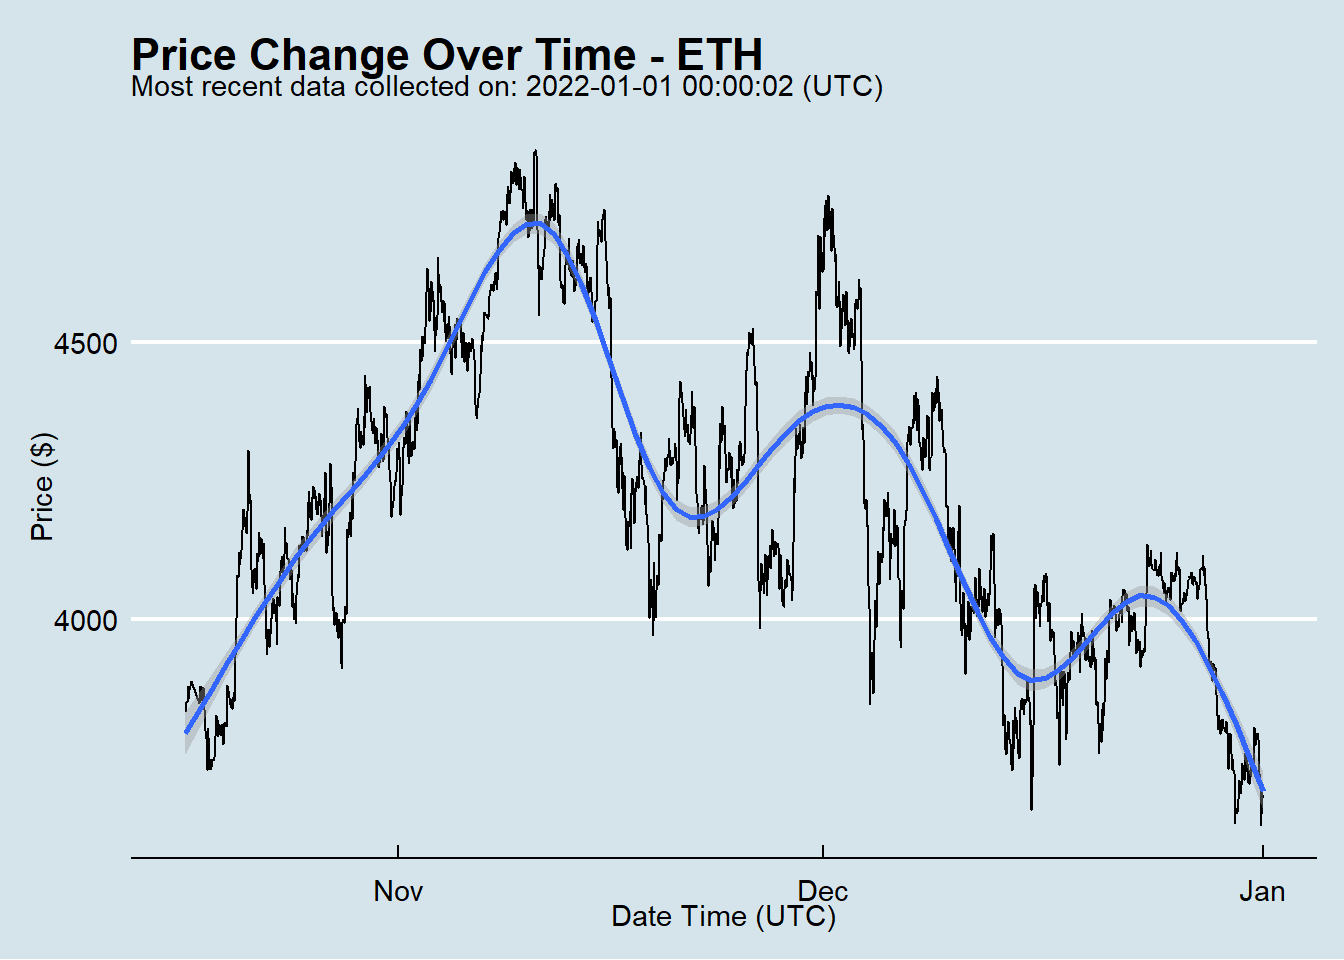 Price Change Over Time - ETH
Most recent data collected on: 2022-01-01 00:00:02 (UTC)
4500
4000
Price ($)
Nov
Dec
Jan
Date Time (UTC)